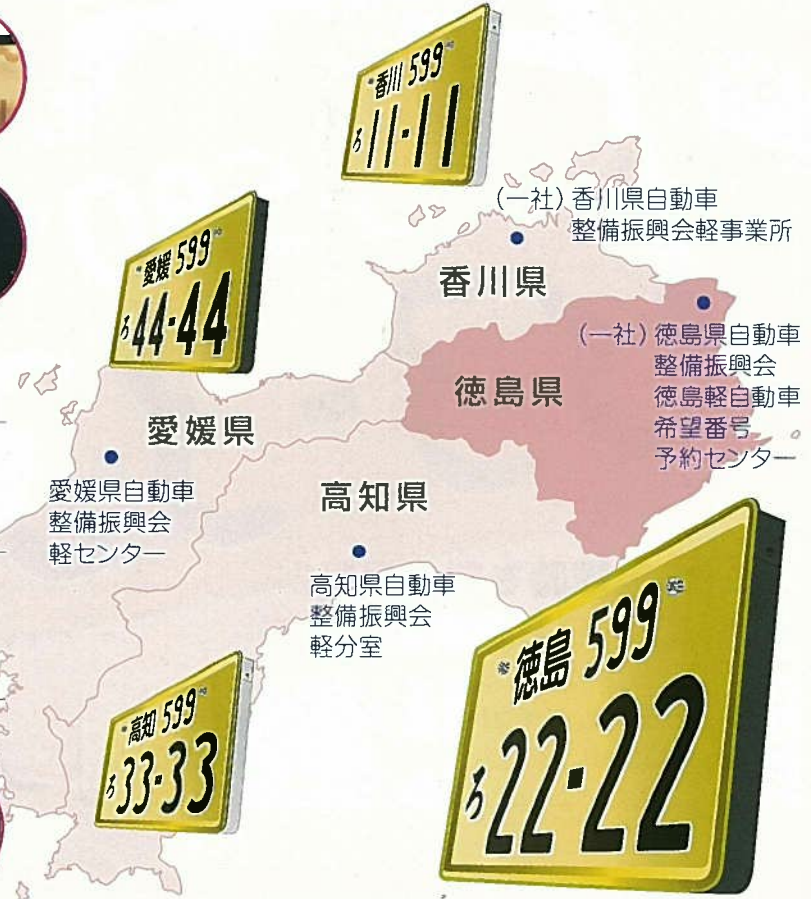 香川 599
ろ 11-11
(一社) 香川県自動車
整備振興会軽事業所
愛媛 599
ろ 44-44
香川県
(一社) 徳島県自動車
整備振興会
徳島軽自動車
希望番号
予約センター
徳島県
愛媛県
愛媛県自動車
整備振興会
軽センター
高知県
高知県自動車
整備振興会
軽分室
徳島 599
ろ 22-22
高知 599
ろ 33-33